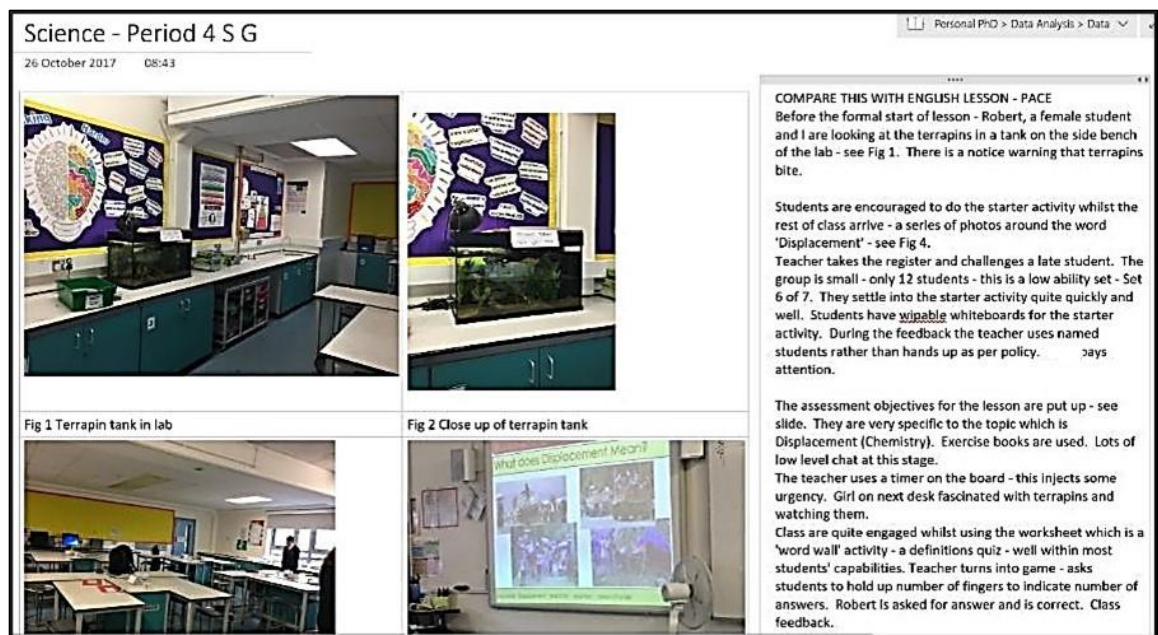 Science - Period 4 S G
Personal PhD > Data Analysis > Data
26 October 2017 08:43
COMPARE THIS WITH ENGLISH LESSON - PACE
Before the formal start of lesson - Robert, a female student
and I are looking at the terrapins in a tank on the side bench
of the lab - see Fig 1. There is a notice warning that terrapins
bite.
Students are encouraged to do the starter activity whilst the
rest of class arrive - a series of photos around the word
'Displacement' - see Fig 4.
Teacher takes the register and challenges a late student. The
group is small - only 12 students - this is a low ability set - Set
6 of 7. They settle into the starter activity quite quickly and
well. Students have wipable whiteboards for the starter
activity. During the feedback the teacher uses named
students rather than hands up as per policy. pays
attention.
The assessment objectives for the lesson are put up - see
slide. They are very specific to the topic which is
Displacement (Chemistry). Exercise books are used. Lots of
low level chat at this stage.
The teacher uses a timer on the board - this injects some
urgency. Girl on next desk fascinated with terrapins and
watching them.
Class are quite engaged whilst using the worksheet which is a
'word wall' activity - a definitions quiz - well within most
students' capabilities. Teacher turns into game - asks
students to hold up number of fingers to indicate number of
answers. Robert is asked for answer and is correct. Class
feedback.
Fig 1 Terrapin tank in lab
Fig 2 Close up of terrapin tank
What does Displacement Mean?